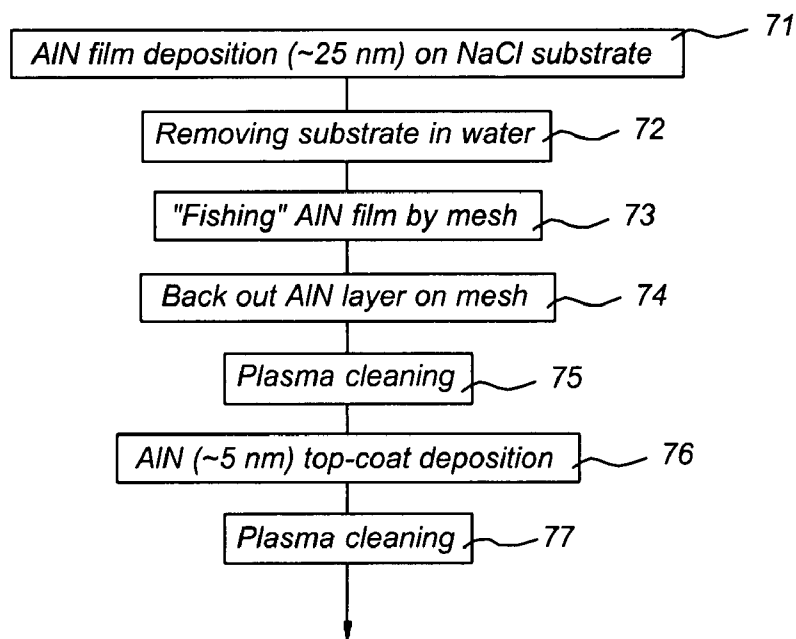 71
AlN film deposition (~25 nm) on NaCl substrate
Removing substrate in water 72
"Fishing" AlN film by mesh 73
Back out AlN layer on mesh 74
Plasma cleaning 75
AlN (~5 nm) top-coat deposition 76
Plasma cleaning 77